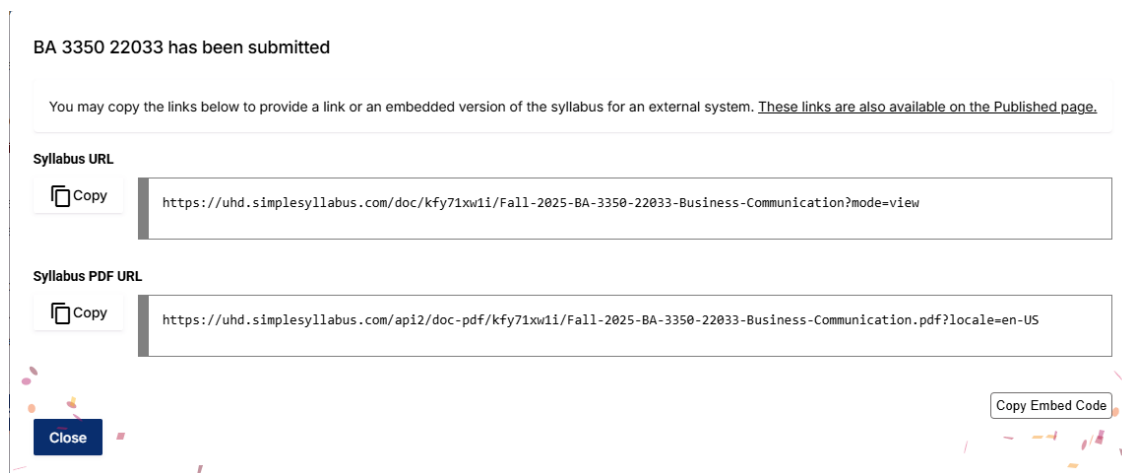 BA 3350 22033 has been submitted
You may copy the links below to provide a link or an embedded version of the syllabus for an external system. These links are also available on the Published page.
Syllabus URL
Copy
https://uhd.simplesyllabus.com/doc/kfy71xw1i/Fall-2025-BA-3350-22033-Business-Communication?mode=view
Syllabus PDF URL
Copy
https://uhd.simplesyllabus.com/api2/doc-pdf/kfy71xw1i/Fall-2025-BA-3350-22033-Business-Communication.pdf?locale=en-US
Copy Embed Code
Close